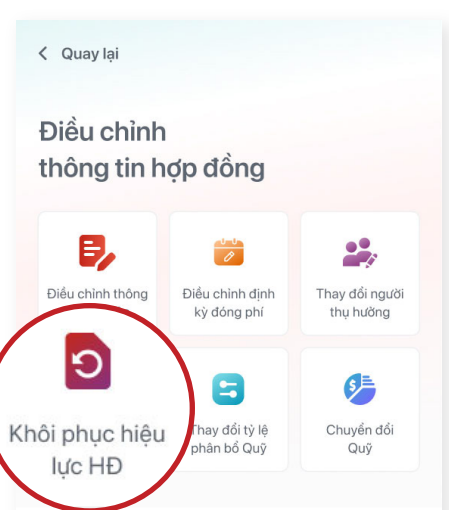 Quay lại
Điều chỉnh
thông tin hợp đồng
Điều chỉnh thông
Điều chỉnh định
kỳ đóng phí
Thay đổi người
thụ hưởng
Khôi phục hiệu
lực HĐ
Thay đổi tỷ lệ
phân bổ Quỹ
Chuyển đổi
Quỹ